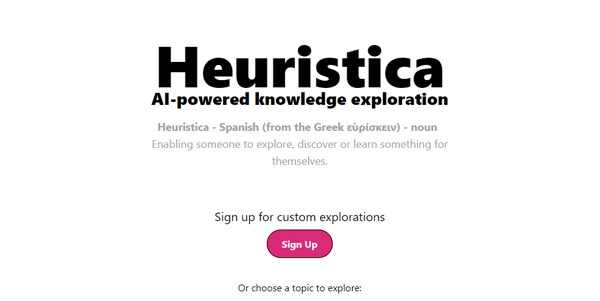 Heuristica
AI-powered knowledge exploration
Heuristica - Spanish (from the Greek εὑρίσκειν) - noun
Enabling someone to explore, discover or learn something for
themselves.
Sign up for custom explorations
Sign Up
Or choose a topic to explore: